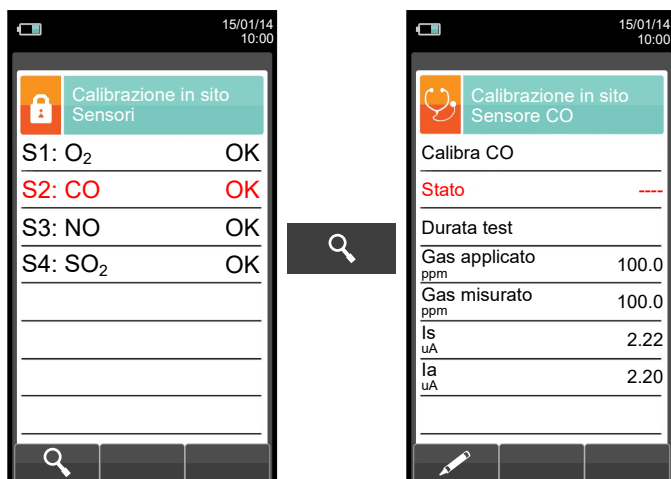 15/01/14
10:00
Calibrazione in sito
Sensori
S1: O₂ OK
S2: CO OK
S3: NO OK
S4: SO₂ OK
15/01/14
10:00
Calibrazione in sito
Sensore CO
Calibra CO
Stato ----
Durata test
Gas applicato 100.0
ppm
Gas misurato 100.0
ppm
Is 2.22
uA
Ia 2.20
uA